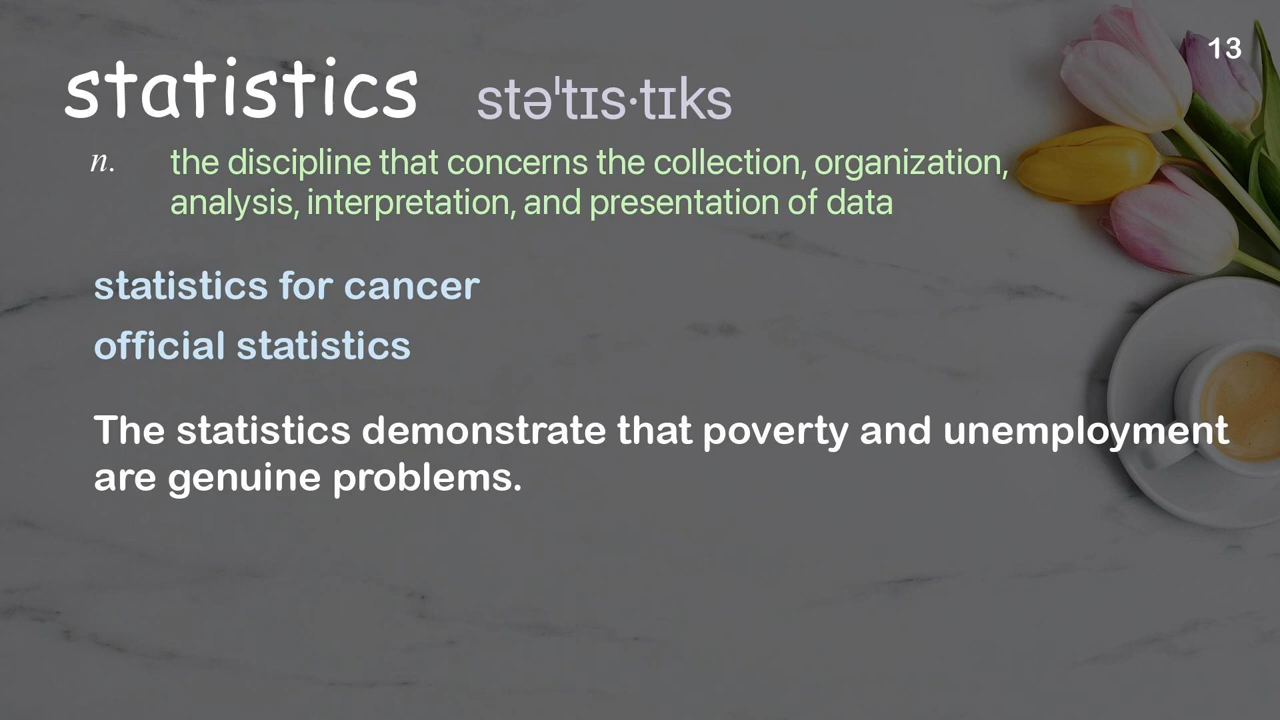 13
statistics stəˈtɪs·tɪks
n. the discipline that concerns the collection, organization,
analysis, interpretation, and presentation of data
statistics for cancer
official statistics
The statistics demonstrate that poverty and unemployment
are genuine problems.